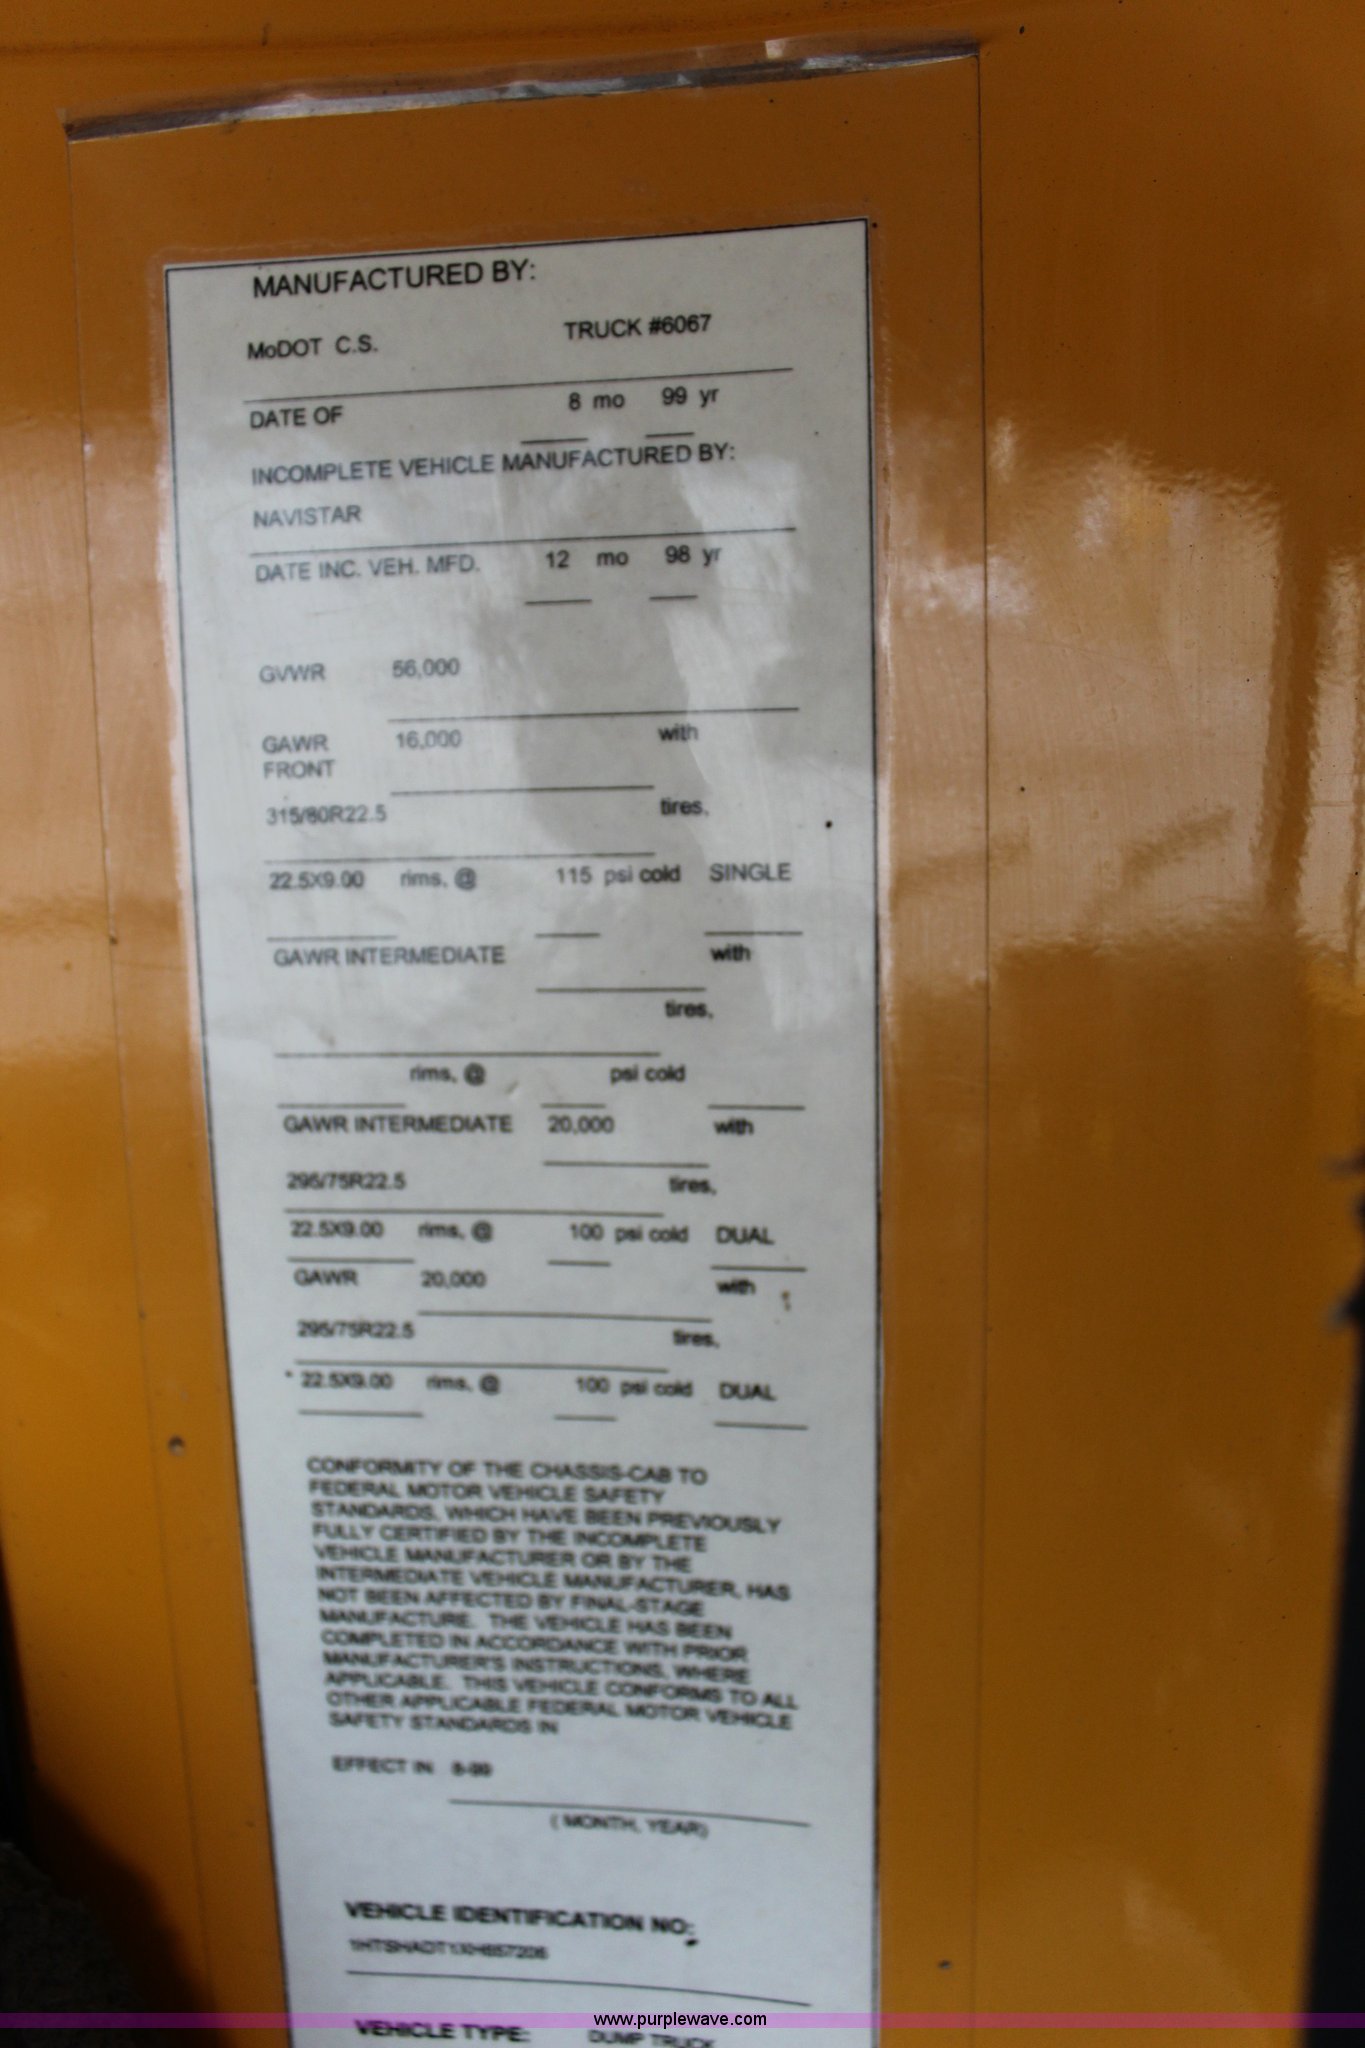 MANUFACTURED BY:
MoDOT C.S. TRUCK #6067
DATE OF 8 mo 99 yr
INCOMPLETE VEHICLE MANUFACTURED BY:
NAVISTAR
DATE INC. VEH. MFD. 12 mo 98 yr
GVWR 56,000
GAWR 16,000 with
FRONT
315/80R22.5 tires,
22.5X9.00 rims, @ 115 psi cold SINGLE
GAWR INTERMEDIATE with
tires,
rims, @ psi cold
GAWR INTERMEDIATE 20,000 with
295/75R22.5 tires,
22.5X9.00 rims, @ 100 psi cold DUAL
GAWR 20,000 with
295/75R22.5 tires,
22.5X9.00 rims, @ 100 psi cold DUAL
CONFORMITY OF THE CHASSIS-CAB TO
FEDERAL MOTOR VEHICLE SAFETY
STANDARDS, WHICH HAVE BEEN PREVIOUSLY
FULLY CERTIFIED BY THE INCOMPLETE
VEHICLE MANUFACTURER OR BY THE
INTERMEDIATE VEHICLE MANUFACTURER, HAS
NOT BEEN AFFECTED BY FINAL-STAGE
MANUFACTURE. THE VEHICLE HAS BEEN
COMPLETED IN ACCORDANCE WITH PRIOR
MANUFACTURER'S INSTRUCTIONS, WHERE
APPLICABLE. THIS VEHICLE CONFORMS TO ALL
OTHER APPLICABLE FEDERAL MOTOR VEHICLE
SAFETY STANDARDS IN
EFFECT IN 8-99
( MONTH, YEAR)
VEHICLE IDENTIFICATION NO:
VEHICLE TYPE: DUMP TRUCK
www.purplewave.com